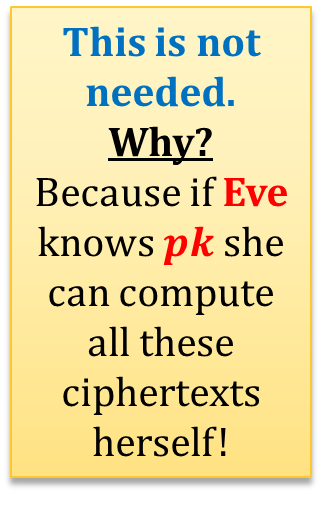 This is not
needed.
Why?
Because if Eve
knows pk she
can compute
all these
ciphertexts
herself!